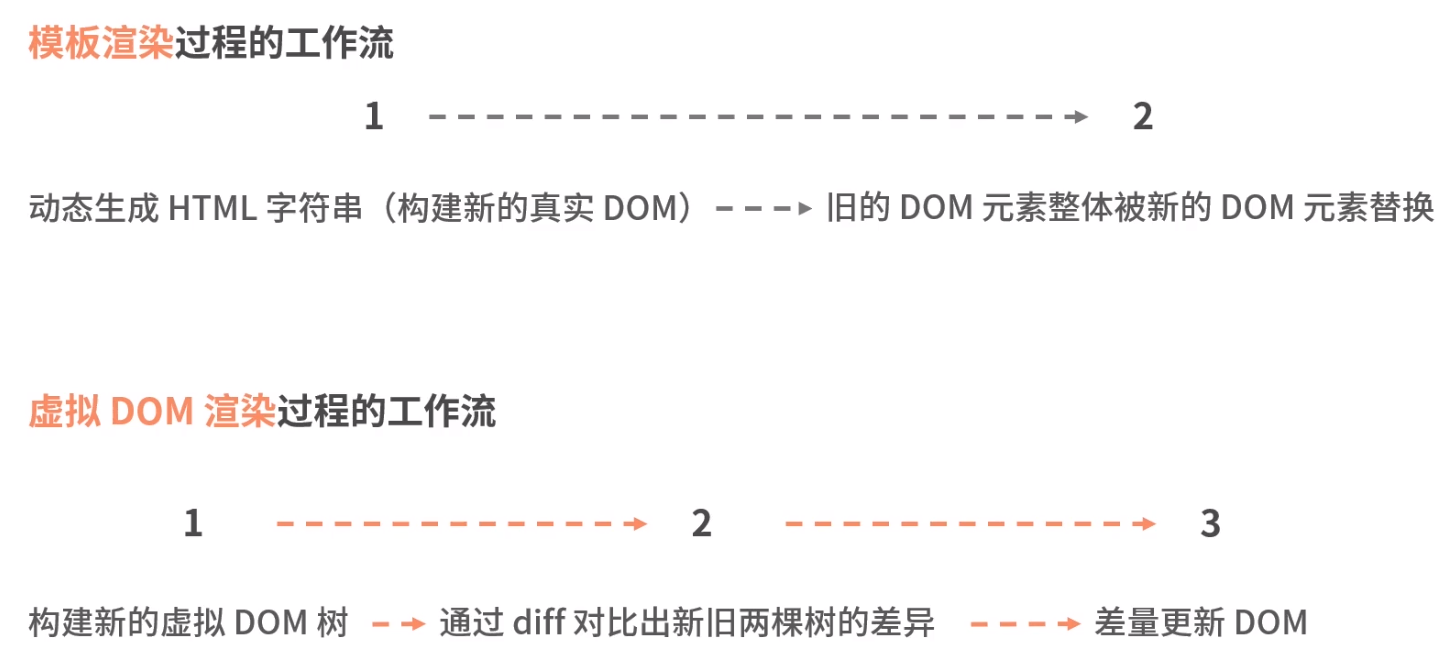 模板渲染过程的工作流
1 2
动态生成 HTML 字符串（构建新的真实 DOM） 旧的 DOM 元素整体被新的 DOM 元素替换
虚拟 DOM 渲染过程的工作流
1 2 3
构建新的虚拟 DOM 树 通过 diff 对比出新旧两棵树的差异 差量更新 DOM